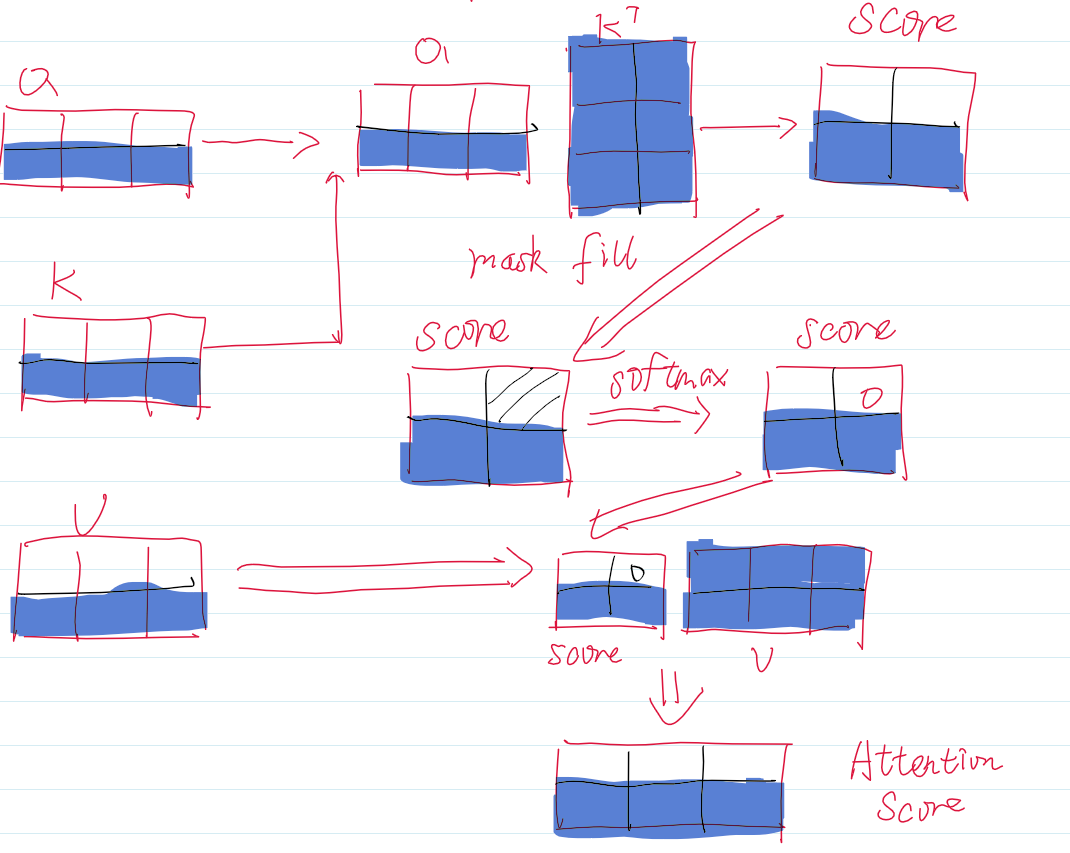 Q
Q
K^T
score
K
mask fill
score
softmax
score
0
V
0
score
V
Attention
score